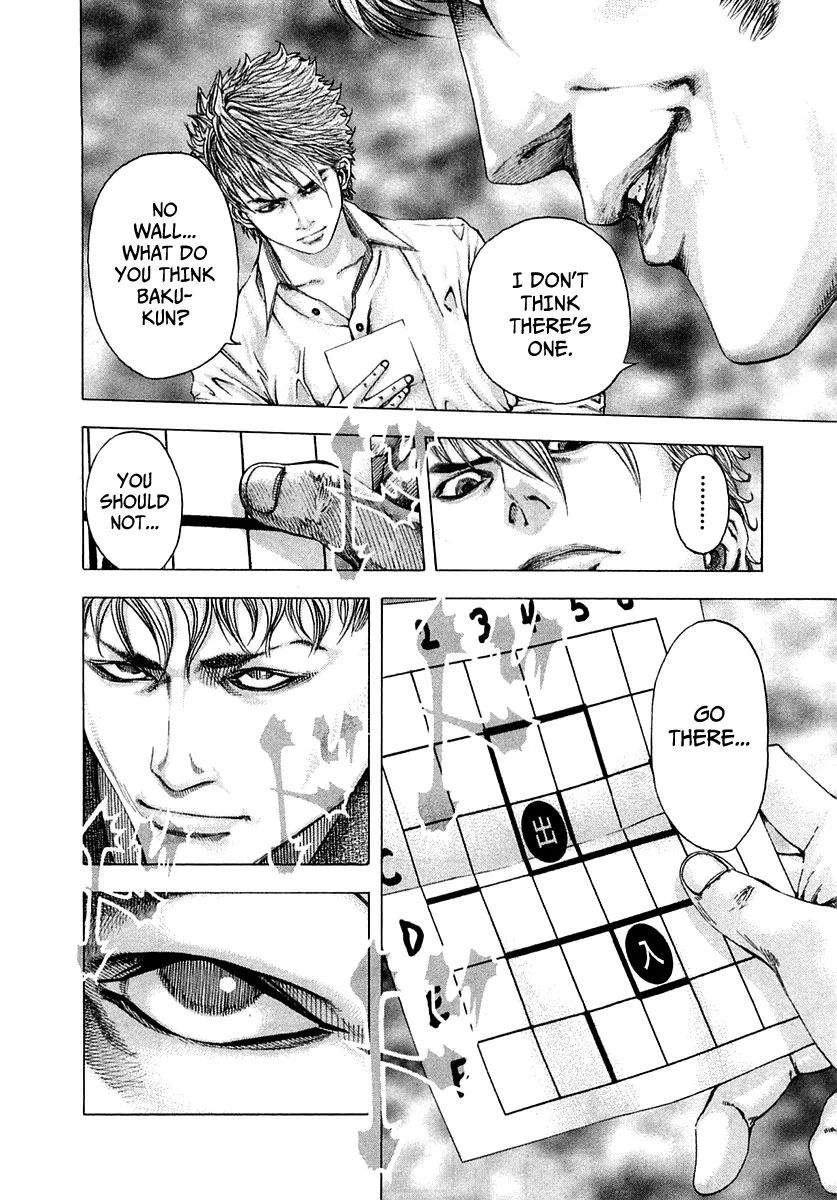 I DON'T
THINK
THERE'S
ONE.
NO
WALL...
WHAT DO
YOU THINK
BAKU-
KUN?
.........
YOU
SHOULD
NOT...
GO
THERE...
2 3 4 5 6
出
C
D
入
E
F